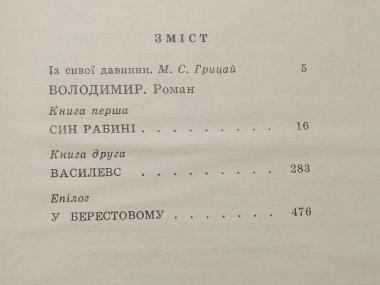 ЗМІСТ
Із сивої давнини. М. С. Грицай 5
ВОЛОДИМИР. Роман
Книга перша
СИН РАБИНІ . . . . . . . . . . 16
Книга друга
ВАСИЛЕВС . . . . . . . . . . 283
Епілог
У БЕРЕСТОВОМУ . . . . . . . 476